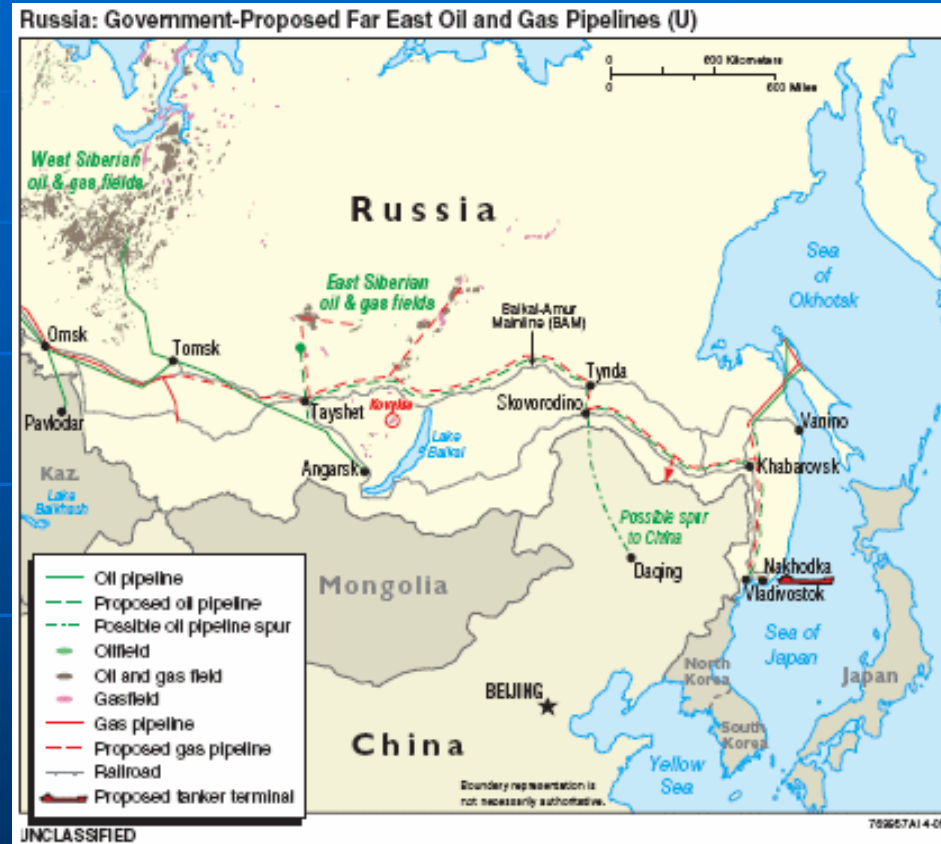 Russia: Government-Proposed Far East Oil and Gas Pipelines (U)
0 600 Kilometers
0 600 Miles
West Siberian
oil & gas fields
Russia
Sea
of
Okhotsk
East Siberian
oil & gas fields
Baikal-Amur
Mainline (BAM)
Omsk
Tomsk
Tynda
Tayshet
Kovykta
Skovorodino
Pavlodar
Vanino
Lake
Baikal
Angarsk
Khabarovsk
Kaz.
Lake
Balkhash
Possible spur
to China
Daqing
Mongolia
Nakhodka
Vladivostok
Sea of
Japan
North
Korea
Japan
BEIJING
South
Korea
China
Yellow
Sea
Oil pipeline
Proposed oil pipeline
Possible oil pipeline spur
Oilfield
Oil and gas field
Gasfield
Gas pipeline
Proposed gas pipeline
Railroad
Proposed tanker terminal
Boundary representation is
not necessarily authoritative.
UNCLASSIFIED